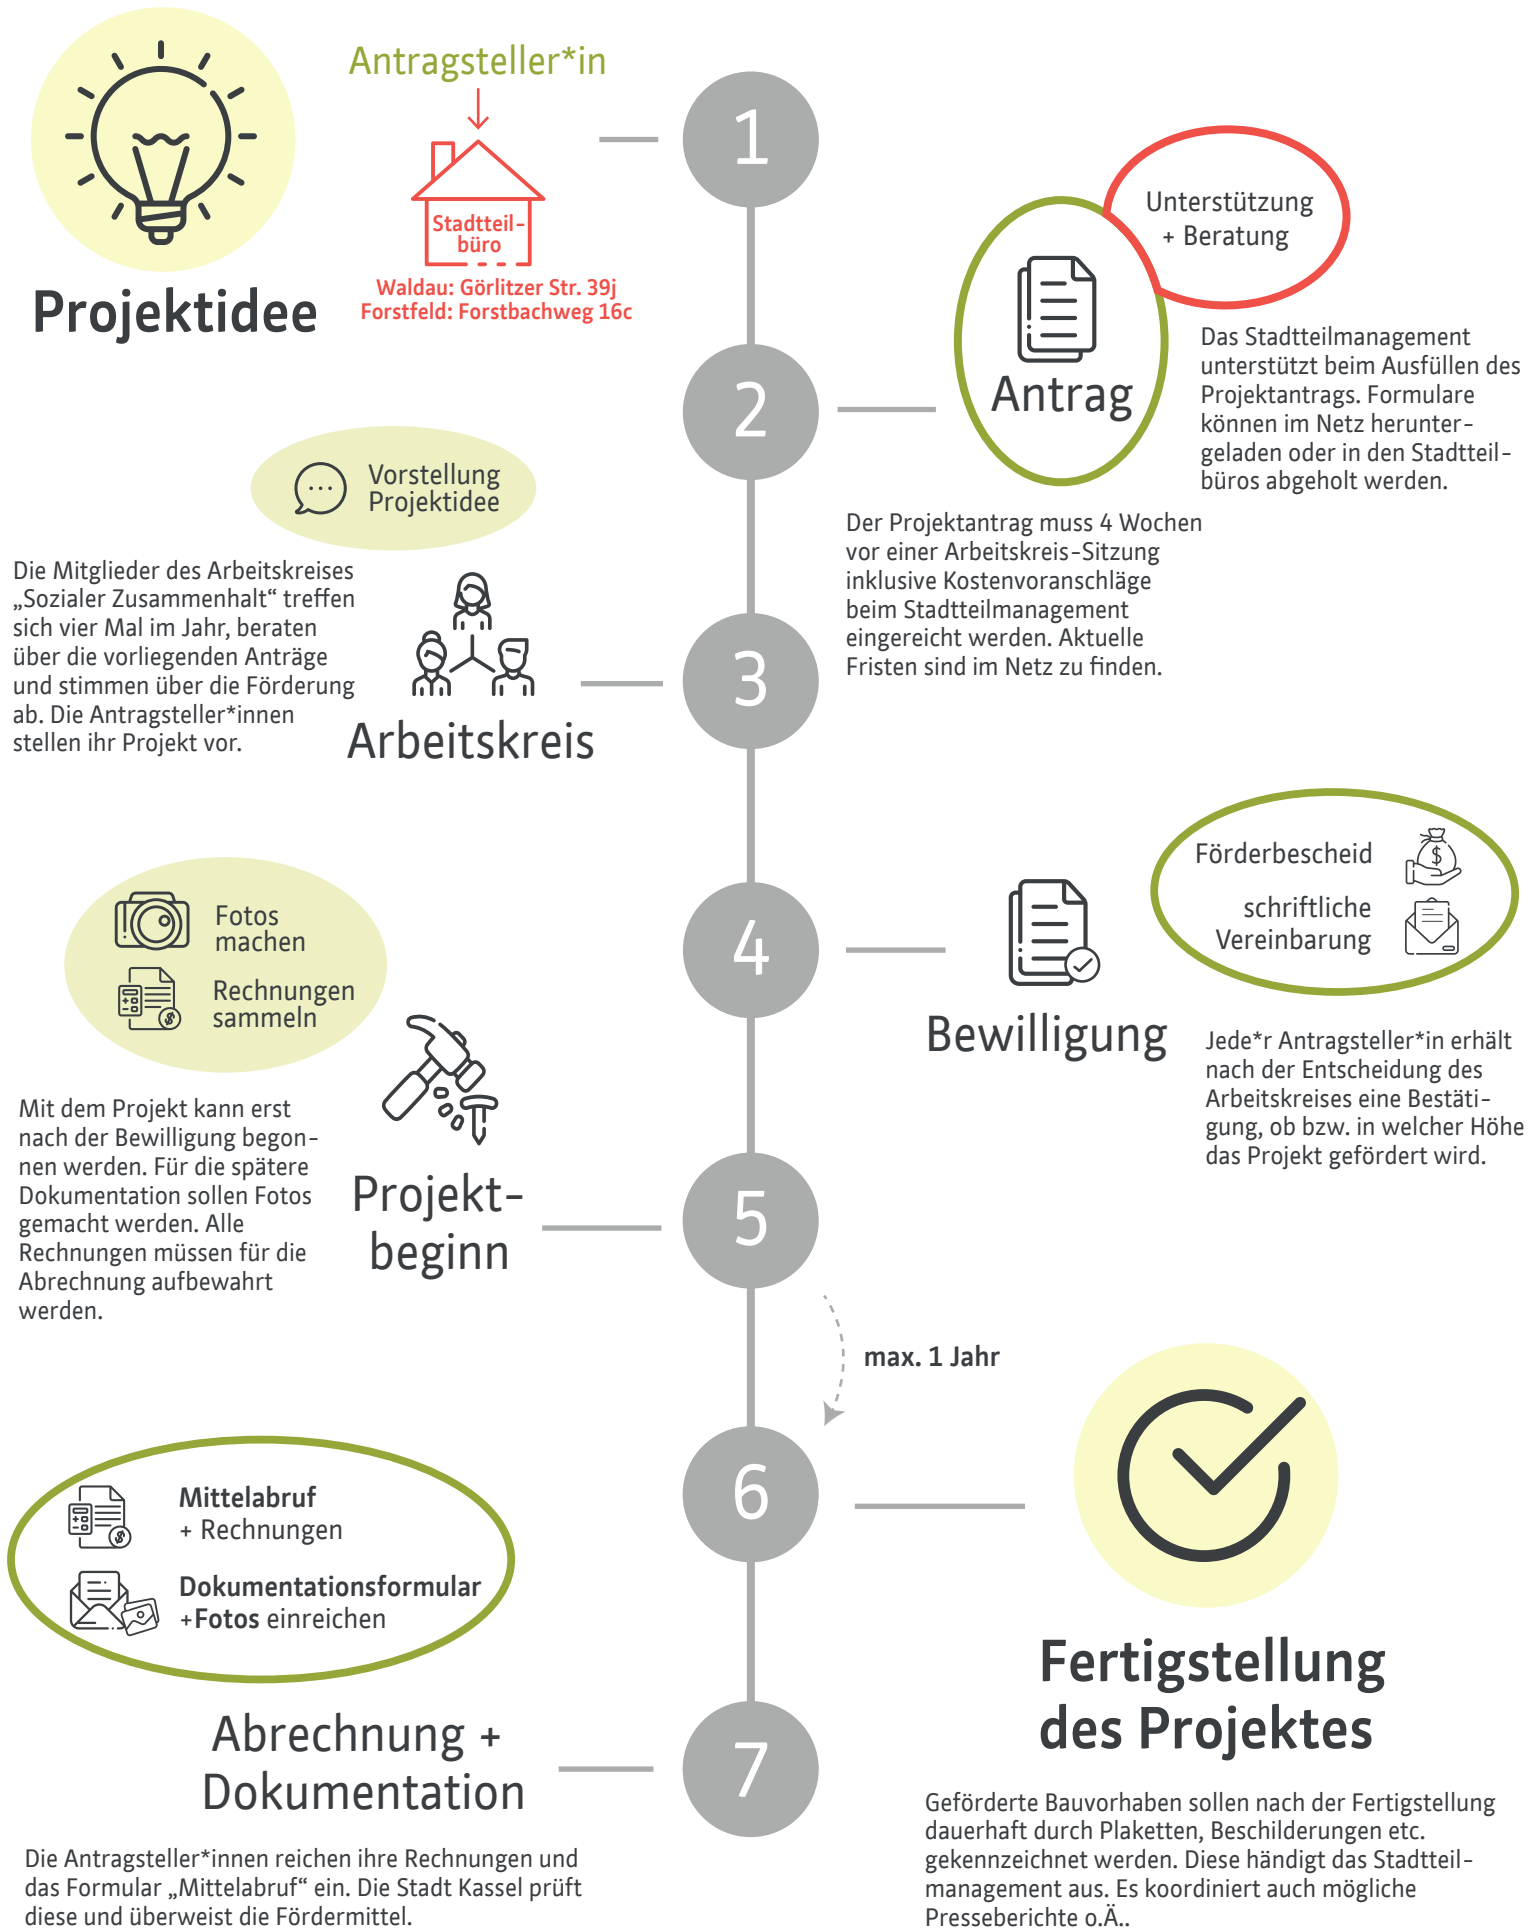 Projektidee
Antragsteller*in
Stadtteil-
büro
Waldau: Görlitzer Str. 39j
Forstfeld: Forstbachweg 16c
1
Unterstützung
+ Beratung
Antrag
Das Stadtteilmanagement
unterstützt beim Ausfüllen des
Projektantrags. Formulare
können im Netz herunter-
geladen oder in den Stadtteil-
büros abgeholt werden.
2
Der Projektantrag muss 4 Wochen
vor einer Arbeitskreis-Sitzung
inklusive Kostenvoranschläge
beim Stadtteilmanagement
eingereicht werden. Aktuelle
Fristen sind im Netz zu finden.
Vorstellung
Projektidee
Die Mitglieder des Arbeitskreises
„Sozialer Zusammenhalt“ treffen
sich vier Mal im Jahr, beraten
über die vorliegenden Anträge
und stimmen über die Förderung
ab. Die Antragsteller*innen
stellen ihr Projekt vor.
Arbeitskreis
3
4
Bewilligung
Förderbescheid
$
schriftliche
Vereinbarung
Jede*r Antragsteller*in erhält
nach der Entscheidung des
Arbeitskreises eine Bestäti-
gung, ob bzw. in welcher Höhe
das Projekt gefördert wird.
Fotos
machen
Rechnungen
sammeln
$
Mit dem Projekt kann erst
nach der Bewilligung begon-
nen werden. Für die spätere
Dokumentation sollen Fotos
gemacht werden. Alle
Rechnungen müssen für die
Abrechnung aufbewahrt
werden.
Projekt-
beginn
5
max. 1 Jahr
6
Fertigstellung
des Projektes
Geförderte Bauvorhaben sollen nach der Fertigstellung
dauerhaft durch Plaketten, Beschilderungen etc.
gekennzeichnet werden. Diese händigt das Stadtteil-
management aus. Es koordiniert auch mögliche
Presseberichte o.Ä..
Mittelabruf
+ Rechnungen
$
Dokumentationsformular
+Fotos einreichen
Abrechnung +
Dokumentation
7
Die Antragsteller*innen reichen ihre Rechnungen und
das Formular „Mittelabruf“ ein. Die Stadt Kassel prüft
diese und überweist die Fördermittel.